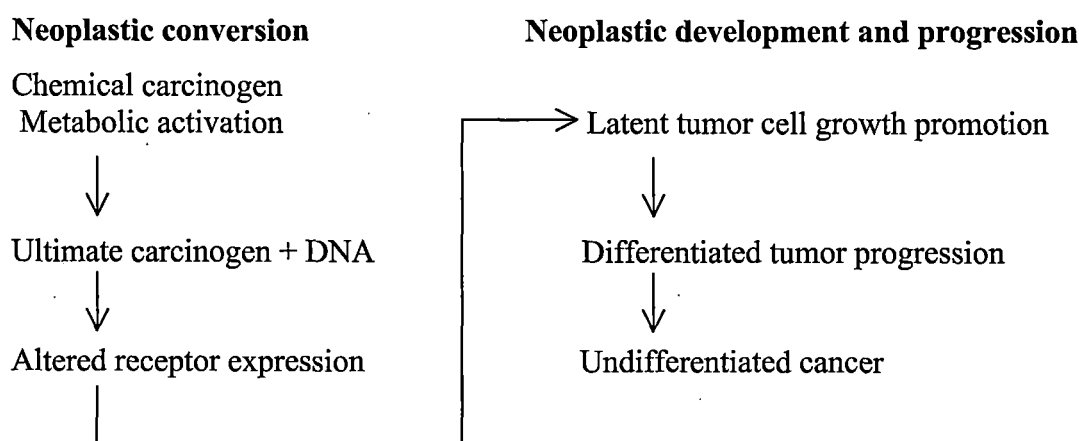 Neoplastic conversion
Chemical carcinogen
Metabolic activation
Ultimate carcinogen + DNA
Altered receptor expression
Neoplastic development and progression
Latent tumor cell growth promotion
Differentiated tumor progression
Undifferentiated cancer